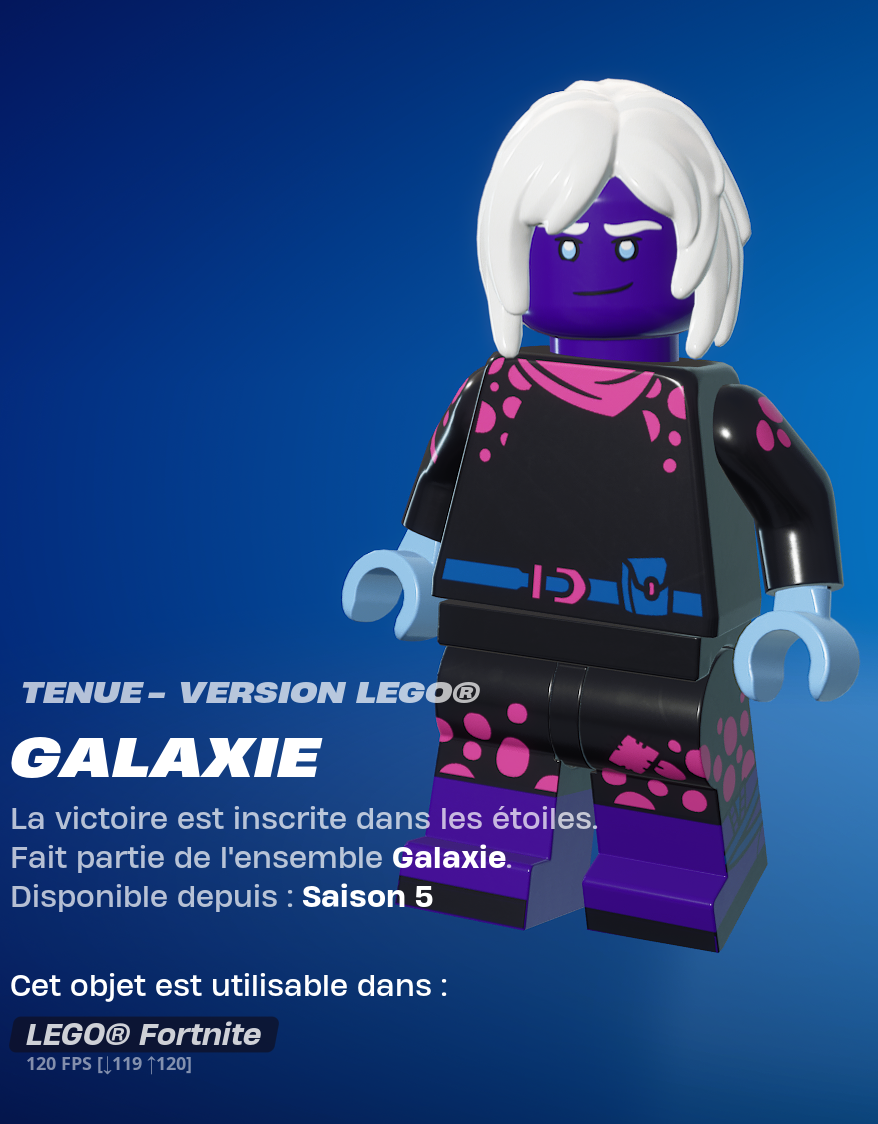 TENUE – VERSION LEGO®
GALAXIE
La victoire est inscrite dans les étoiles.
Fait partie de l'ensemble Galaxie.
Disponible depuis : Saison 5
Cet objet est utilisable dans :
LEGO® Fortnite
120 FPS [↓119 ↑120]